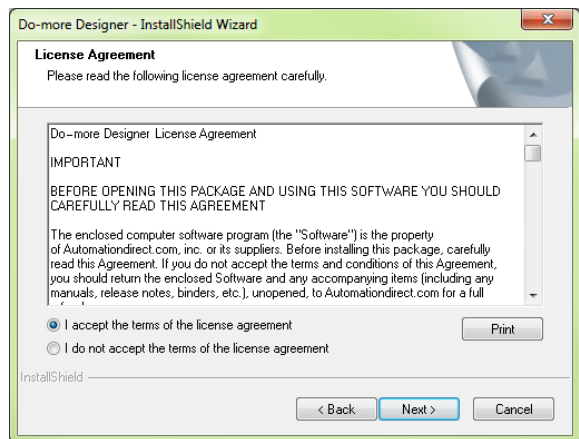 Do-more Designer - InstallShield Wizard
License Agreement
Please read the following license agreement carefully.
Do-more Designer License Agreement
IMPORTANT
BEFORE OPENING THIS PACKAGE AND USING THIS SOFTWARE YOU SHOULD
CAREFULLY READ THIS AGREEMENT
The enclosed computer software program (the "Software") is the property
of Automationdirect.com, inc. or its suppliers. Before installing this package, carefully
read this Agreement. If you do not accept the terms and conditions of this Agreement,
you should return the enclosed Software and any accompanying items (including any
manuals, release notes, binders, etc.), unopened, to Automationdirect.com for a full
I accept the terms of the license agreement
Print
I do not accept the terms of the license agreement
InstallShield
< Back
Next >
Cancel